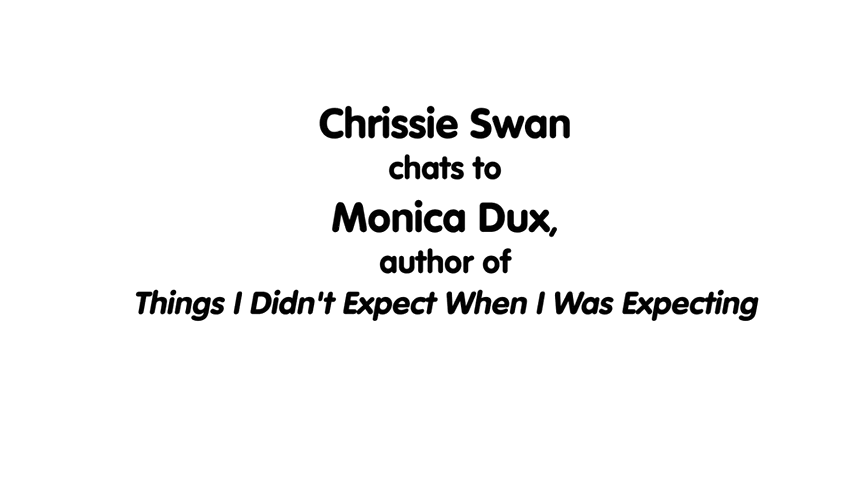 Chrissie Swan
chats to
Monica Dux,
author of
Things I Didn't Expect When I Was Expecting